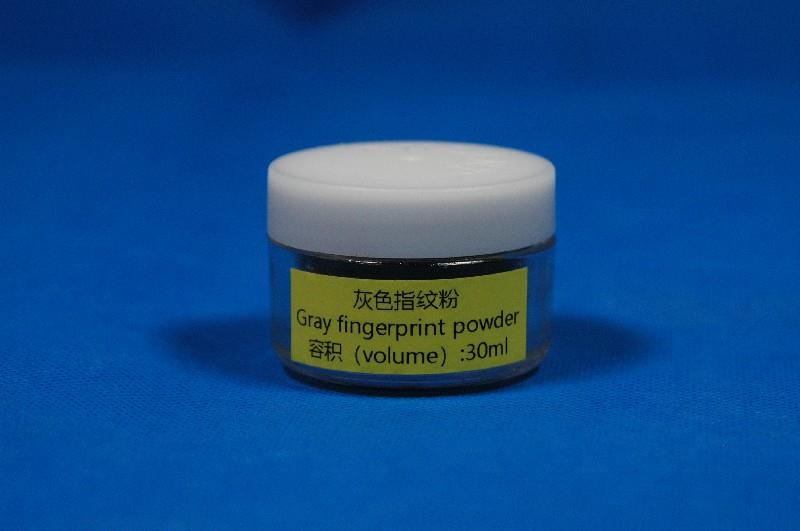 灰色指纹粉
Gray fingerprint powder
容积（volume）:30ml